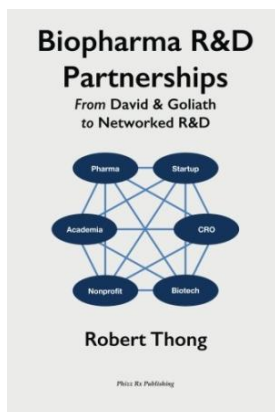 Biopharma R&D
Partnerships
From David & Goliath
to Networked R&D
Pharma Startup
Academia CRO
Nonprofit Biotech
Robert Thong
Phizz Rx Publishing